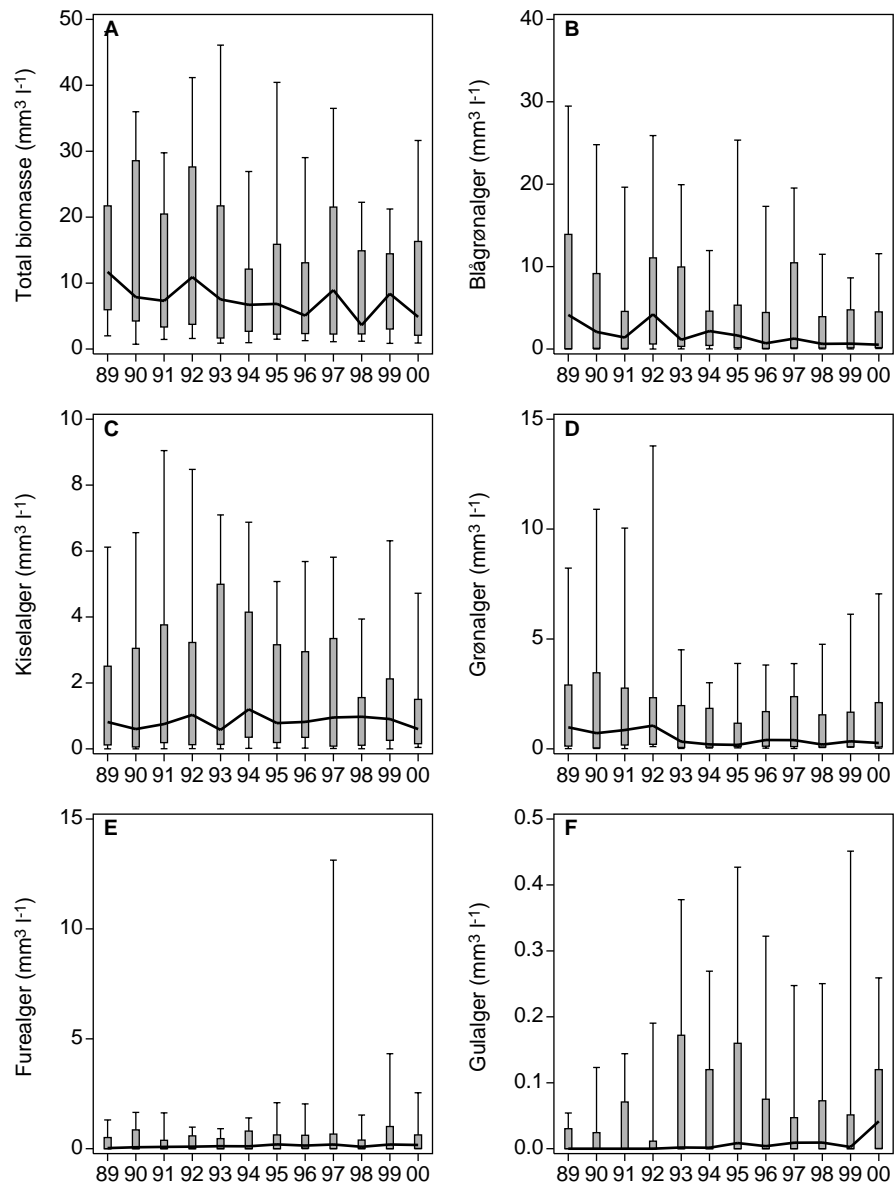 A
Total biomasse (mm³ l⁻¹)
50
40
30
20
10
0
89 90 91 92 93 94 95 96 97 98 99 00
B
Blågrønalger (mm³ l⁻¹)
40
30
20
10
0
89 90 91 92 93 94 95 96 97 98 99 00
C
Kiselalger (mm³ l⁻¹)
10
8
6
4
2
0
89 90 91 92 93 94 95 96 97 98 99 00
D
Grønalger (mm³ l⁻¹)
15
10
5
0
89 90 91 92 93 94 95 96 97 98 99 00
E
Furealger (mm³ l⁻¹)
15
10
5
0
89 90 91 92 93 94 95 96 97 98 99 00
F
Gulalger (mm³ l⁻¹)
0.5
0.4
0.3
0.2
0.1
0.0
89 90 91 92 93 94 95 96 97 98 99 00